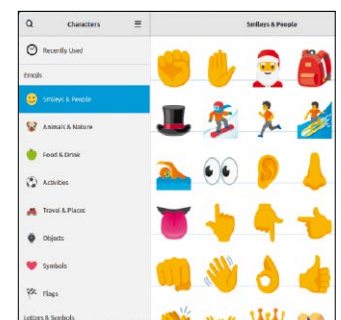 Characters
Smileys & People
Recently Used
Emojis
Smileys & People
Animals & Nature
Food & Drink
Activities
Travel & Places
Objects
Symbols
Flags
Letters & Symbols